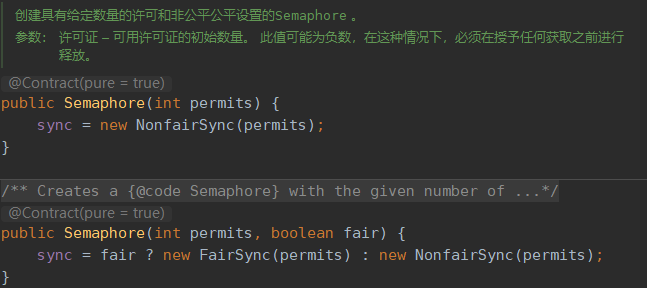 创建具有给定数量的许可和非公平公平设置的Semaphore 。
参数: 许可证 – 可用许可证的初始数量。 此值可能为负数，在这种情况下，必须在授予任何获取之前进行
释放。
@Contract(pure = true)
public Semaphore(int permits) {
sync = new NonfairSync(permits);
}
/** Creates a {@code Semaphore} with the given number of ...*/
@Contract(pure = true)
public Semaphore(int permits, boolean fair) {
sync = fair ? new FairSync(permits) : new NonfairSync(permits);
}